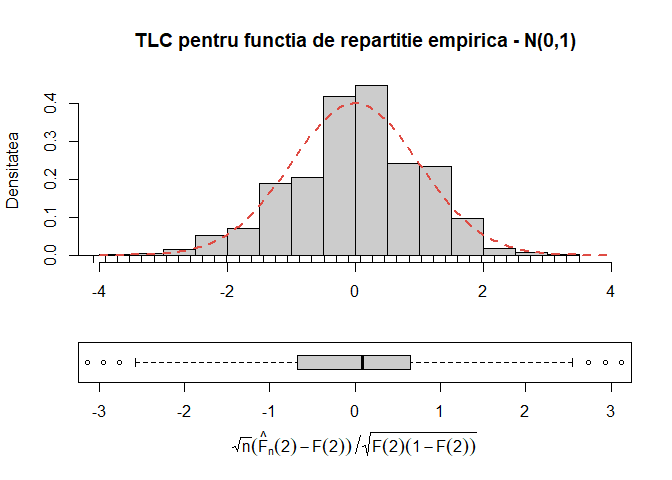 TLC pentru functia de repartitie empirica - N(0,1)
Densitatea
0.4
0.3
0.2
0.1
0.0
-4 -2 0 2 4
-3 -2 -1 0 1 2 3
√n(F̂ₙ(2)−F(2))/√F(2)(1−F(2))